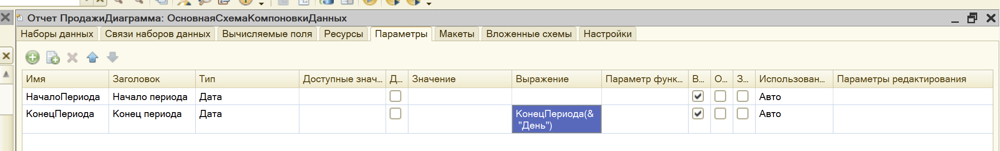 Отчет ПродажиДиаграмма: ОсновнаяСхемаКомпоновкиДанных
Наборы данных Связи наборов данных Вычисляемые поля Ресурсы Параметры Макеты Вложенные схемы Настройки
Имя Заголовок Тип Доступные знач... Д... Значение Выражение Параметр функ... В... О... З... Использован... Параметры редактирования
НачалоПериода Начало периода Дата Авто
КонецПериода Конец периода Дата КонецПериода(& Авто
"День")